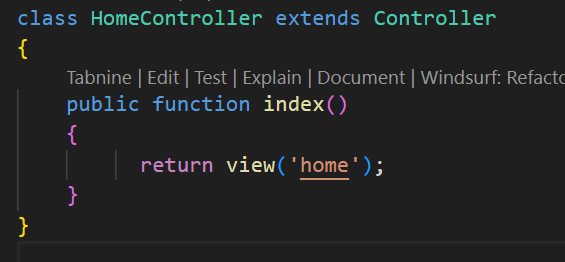 class HomeController extends Controller
{
Tabnine | Edit | Test | Explain | Document | Windsurf: Refacto
public function index()
{
return view('home');
}
}